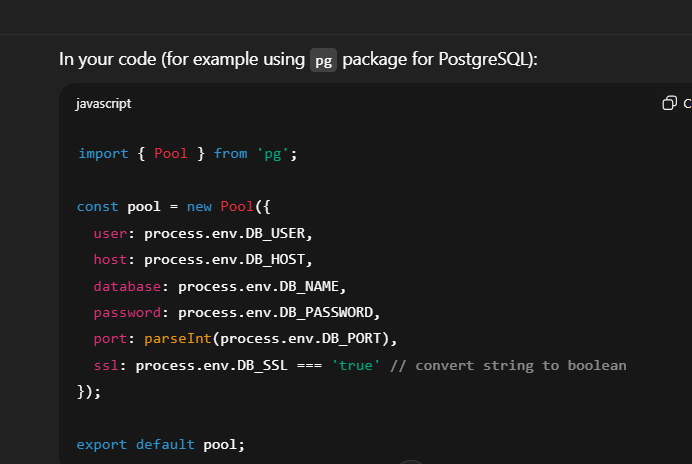 In your code (for example using pg package for PostgreSQL):
javascript
C
import { Pool } from 'pg';
const pool = new Pool({
  user: process.env.DB_USER,
  host: process.env.DB_HOST,
  database: process.env.DB_NAME,
  password: process.env.DB_PASSWORD,
  port: parseInt(process.env.DB_PORT),
  ssl: process.env.DB_SSL === 'true' // convert string to boolean
});
export default pool;